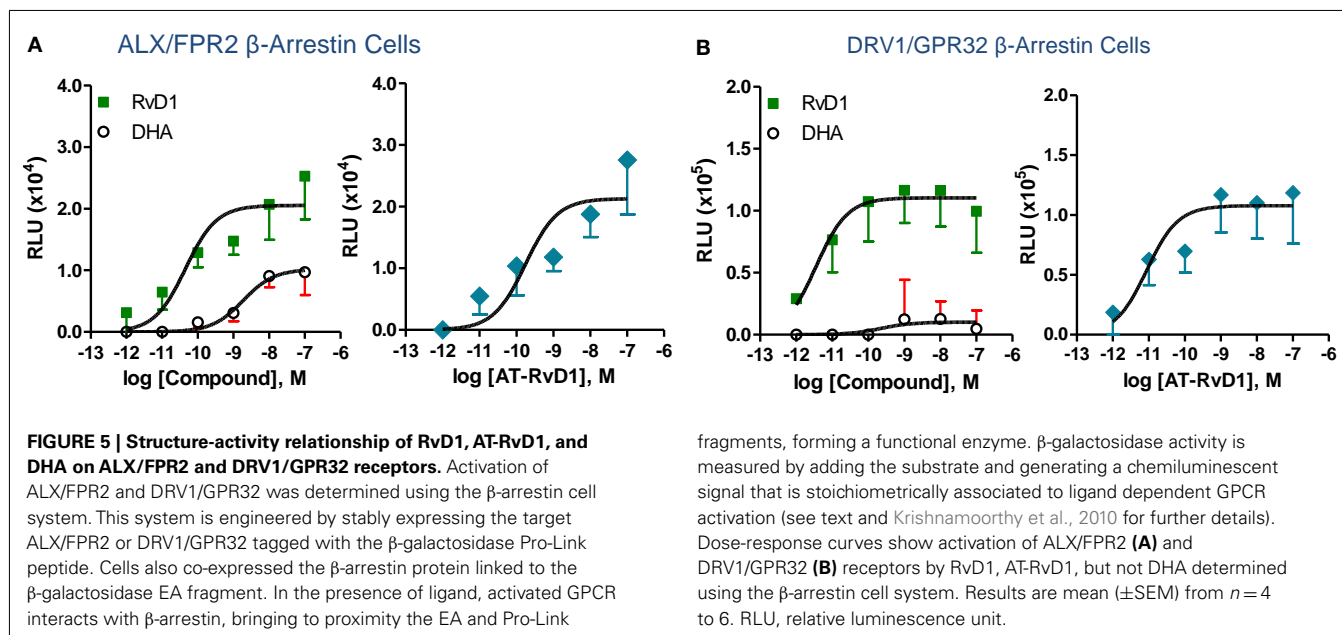 A
ALX/FPR2 β-Arrestin Cells
RvD1
DHA
RLU (x10⁴)
4.0
3.0
2.0
1.0
0.0
-13 -12 -11 -10 -9 -8 -7 -6
log [Compound], M
RLU (x10⁴)
4.0
3.0
2.0
1.0
0.0
-13 -12 -11 -10 -9 -8 -7 -6
log [AT-RvD1], M
B
DRV1/GPR32 β-Arrestin Cells
RvD1
DHA
RLU (x10⁵)
2.0
1.5
1.0
0.5
0.0
-13 -12 -11 -10 -9 -8 -7 -6
log [Compound], M
RLU (x10⁵)
2.0
1.5
1.0
0.5
0.0
-13 -12 -11 -10 -9 -8 -7 -6
log [AT-RvD1], M
FIGURE 5 | Structure-activity relationship of RvD1, AT-RvD1, and
DHA on ALX/FPR2 and DRV1/GPR32 receptors. Activation of
ALX/FPR2 and DRV1/GPR32 was determined using the β-arrestin cell
system. This system is engineered by stably expressing the target
ALX/FPR2 or DRV1/GPR32 tagged with the β-galactosidase Pro-Link
peptide. Cells also co-expressed the β-arrestin protein linked to the
β-galactosidase EA fragment. In the presence of ligand, activated GPCR
interacts with β-arrestin, bringing to proximity the EA and Pro-Link
fragments, forming a functional enzyme. β-galactosidase activity is
measured by adding the substrate and generating a chemiluminescent
signal that is stoichiometrically associated to ligand dependent GPCR
activation (see text and Krishnamoorthy et al., 2010 for further details).
Dose-response curves show activation of ALX/FPR2 (A) and
DRV1/GPR32 (B) receptors by RvD1, AT-RvD1, but not DHA determined
using the β-arrestin cell system. Results are mean (±SEM) from n = 4
to 6. RLU, relative luminescence unit.